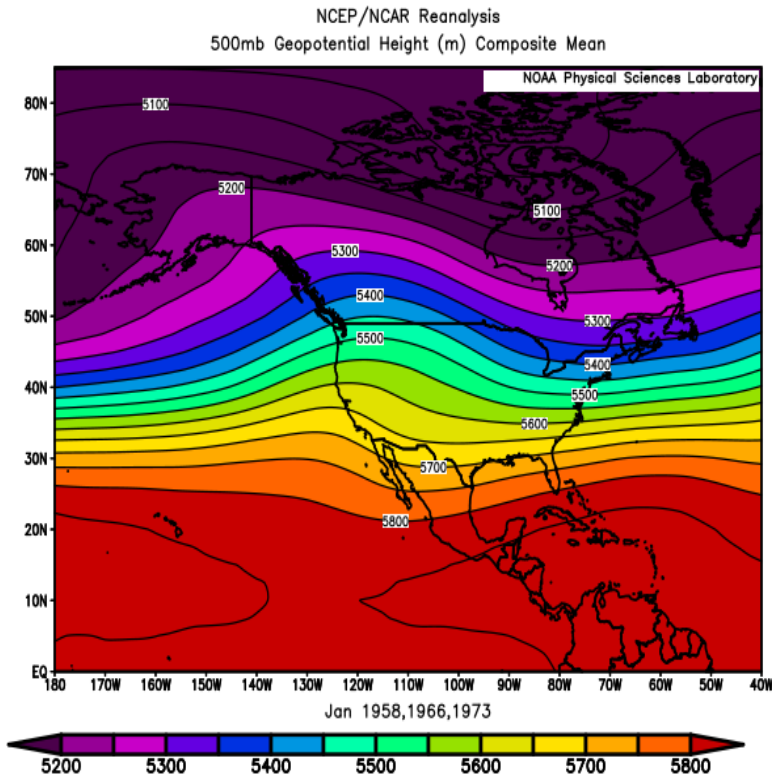 NCEP/NCAR Reanalysis
500mb Geopotential Height (m) Composite Mean
NOAA Physical Sciences Laboratory
80N
5100
70N
5200
5100
60N
5300
5200
50N
5400
5300
5500
5400
40N
5500
5600
30N
5700
20N
5800
10N
EQ
180 170W 160W 150W 140W 130W 120W 110W 100W 90W 80W 70W 60W 50W 40W
Jan 1958,1966,1973
5200 5300 5400 5500 5600 5700 5800